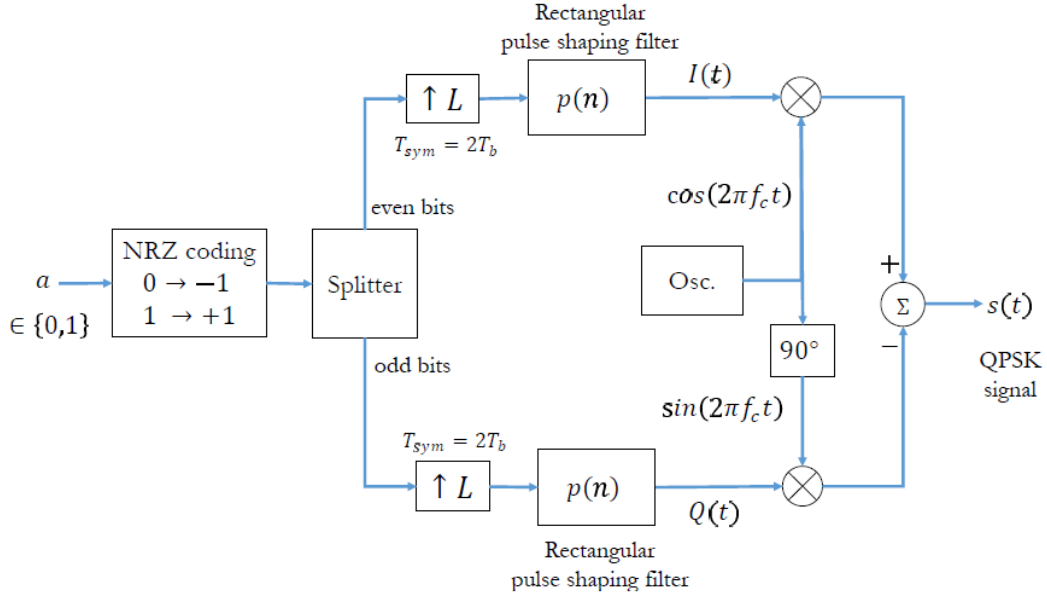 Rectangular
pulse shaping filter
↑ L
p(n)
I(t)
T_sym = 2T_b
cos(2πf_c t)
even bits
NRZ coding
0 → −1
1 → +1
a
∈ {0,1}
Splitter
Osc.
+
Σ
s(t)
−
90°
QPSK
signal
odd bits
sin(2πf_c t)
T_sym = 2T_b
↑ L
p(n)
Q(t)
Rectangular
pulse shaping filter